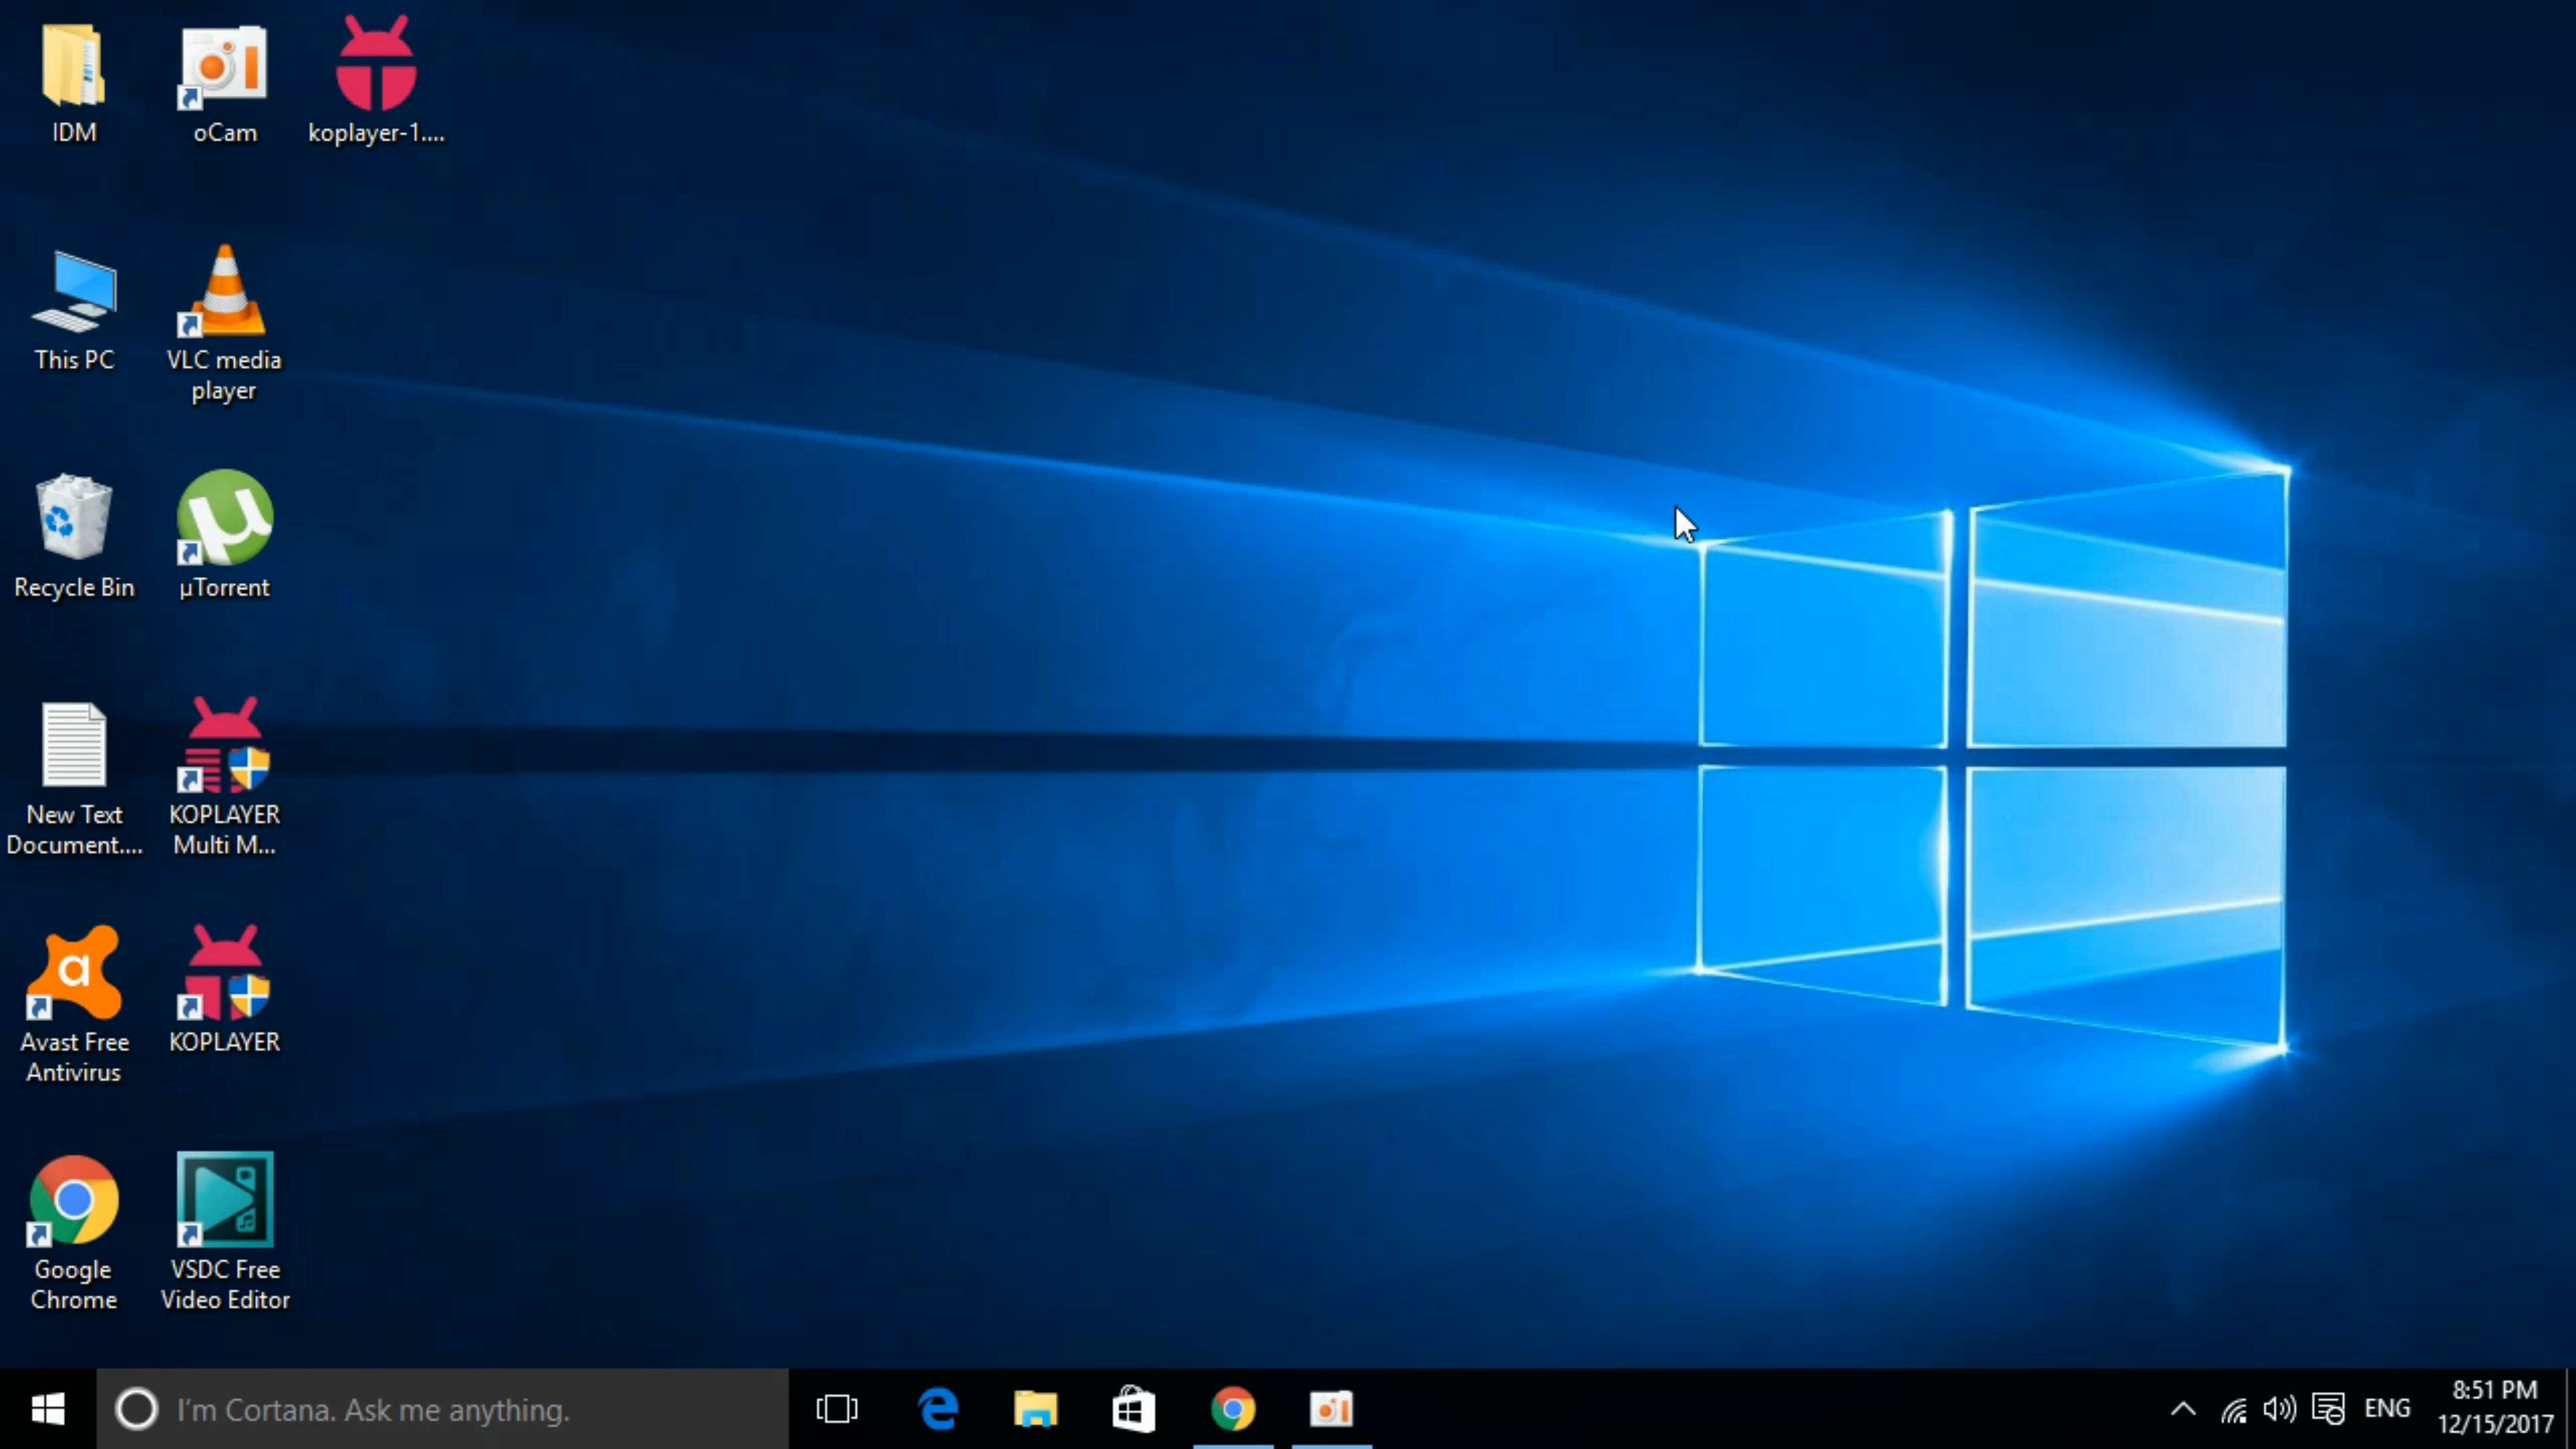 IDM
oCam
koplayer-1....
This PC
VLC media
player
Recycle Bin
µTorrent
New Text
Document....
KOPLAYER
Multi M...
Avast Free
Antivirus
KOPLAYER
Google
Chrome
VSDC Free
Video Editor
I'm Cortana. Ask me anything.
ENG
8:51 PM
12/15/2017